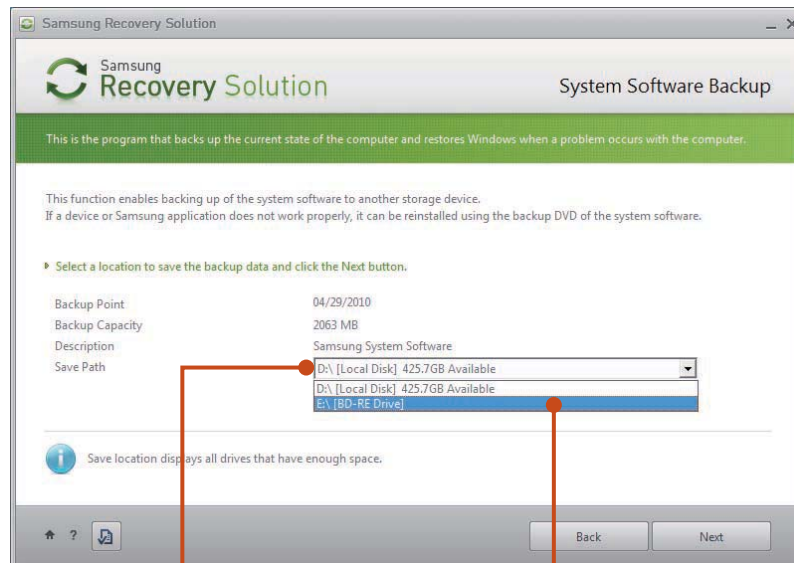 Samsung Recovery Solution
Samsung
Recovery Solution
System Software Backup
This is the program that backs up the current state of the computer and restores Windows when a problem occurs with the computer.
This function enables backing up of the system software to another storage device.
If a device or Samsung application does not work properly, it can be reinstalled using the backup DVD of the system software.
Select a location to save the backup data and click the Next button.
Backup Point 04/29/2010
Backup Capacity 2063 MB
Description Samsung System Software
Save Path D:\ [Local Disk] 425.7GB Available
D:\ [Local Disk] 425.7GB Available
E:\ [BD-RE Drive]
Save location displays all drives that have enough space.
? Back Next